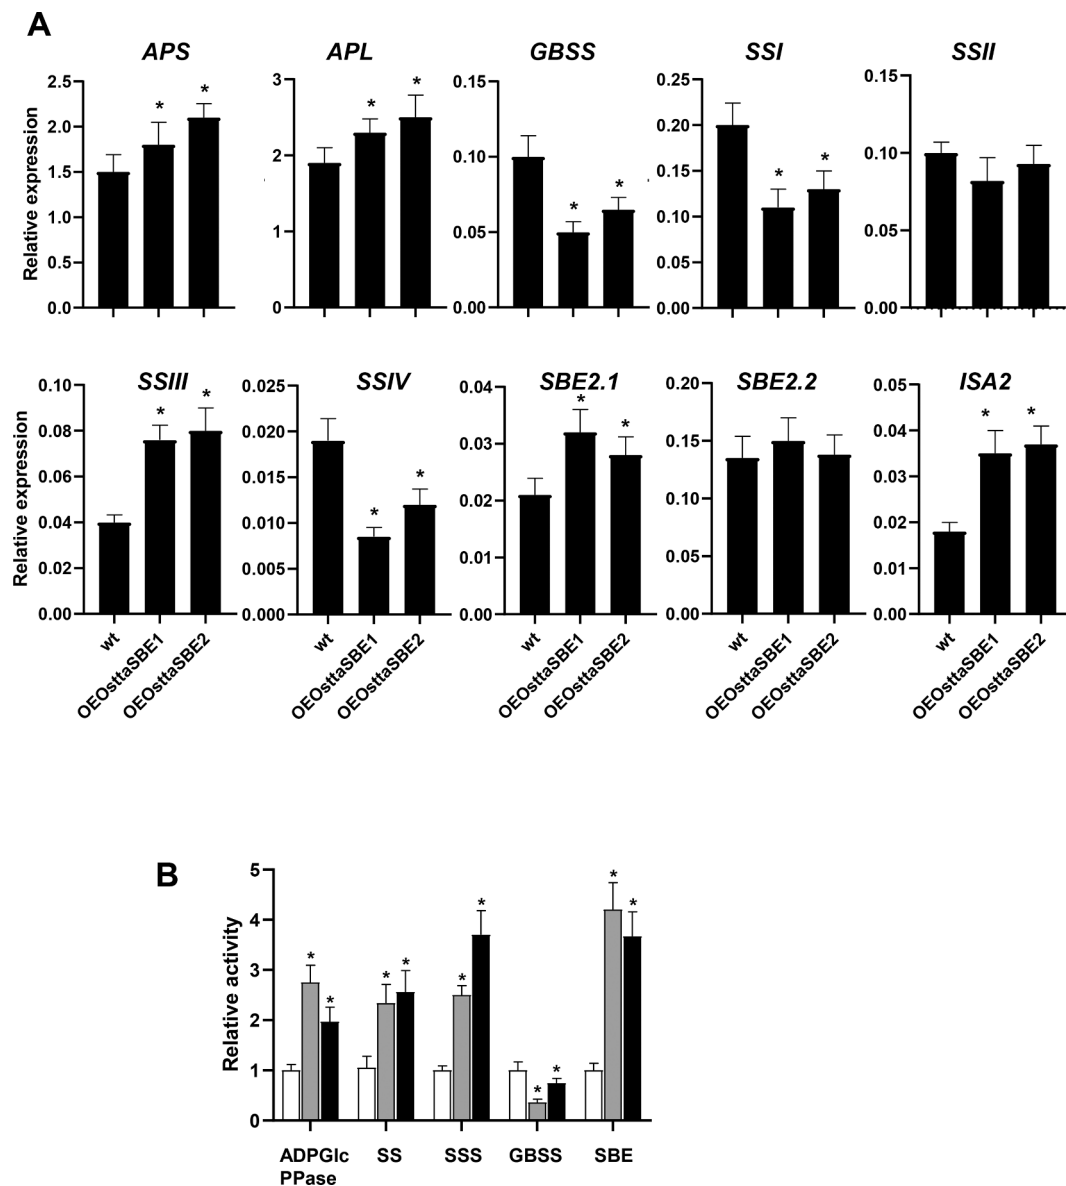 A
APS
APL
GBSS
SSI
SSII
Relative expression
2.5
2.0
1.5
1.0
0.5
0.0
* *
3
2
1
0
* *
0.15
0.10
0.05
0.00
* *
0.25
0.20
0.15
0.10
0.05
0.00
* *
0.15
0.10
0.05
0.00
SSIII
SSIV
SBE2.1
SBE2.2
ISA2
Relative expression
0.10
0.08
0.06
0.04
0.02
0.00
* *
0.025
0.020
0.015
0.010
0.005
0.000
* *
0.04
0.03
0.02
0.01
0.00
* *
0.20
0.15
0.10
0.05
0.00
0.05
0.04
0.03
0.02
0.01
0.00
* *
wt
OEOsttaSBE1
OEOsttaSBE2
wt
OEOsttaSBE1
OEOsttaSBE2
wt
OEOsttaSBE1
OEOsttaSBE2
wt
OEOsttaSBE1
OEOsttaSBE2
wt
OEOsttaSBE1
OEOsttaSBE2
B
Relative activity
5
4
3
2
1
0
* *
* *
* *
* *
* *
ADPGlc
PPase
SS
SSS
GBSS
SBE